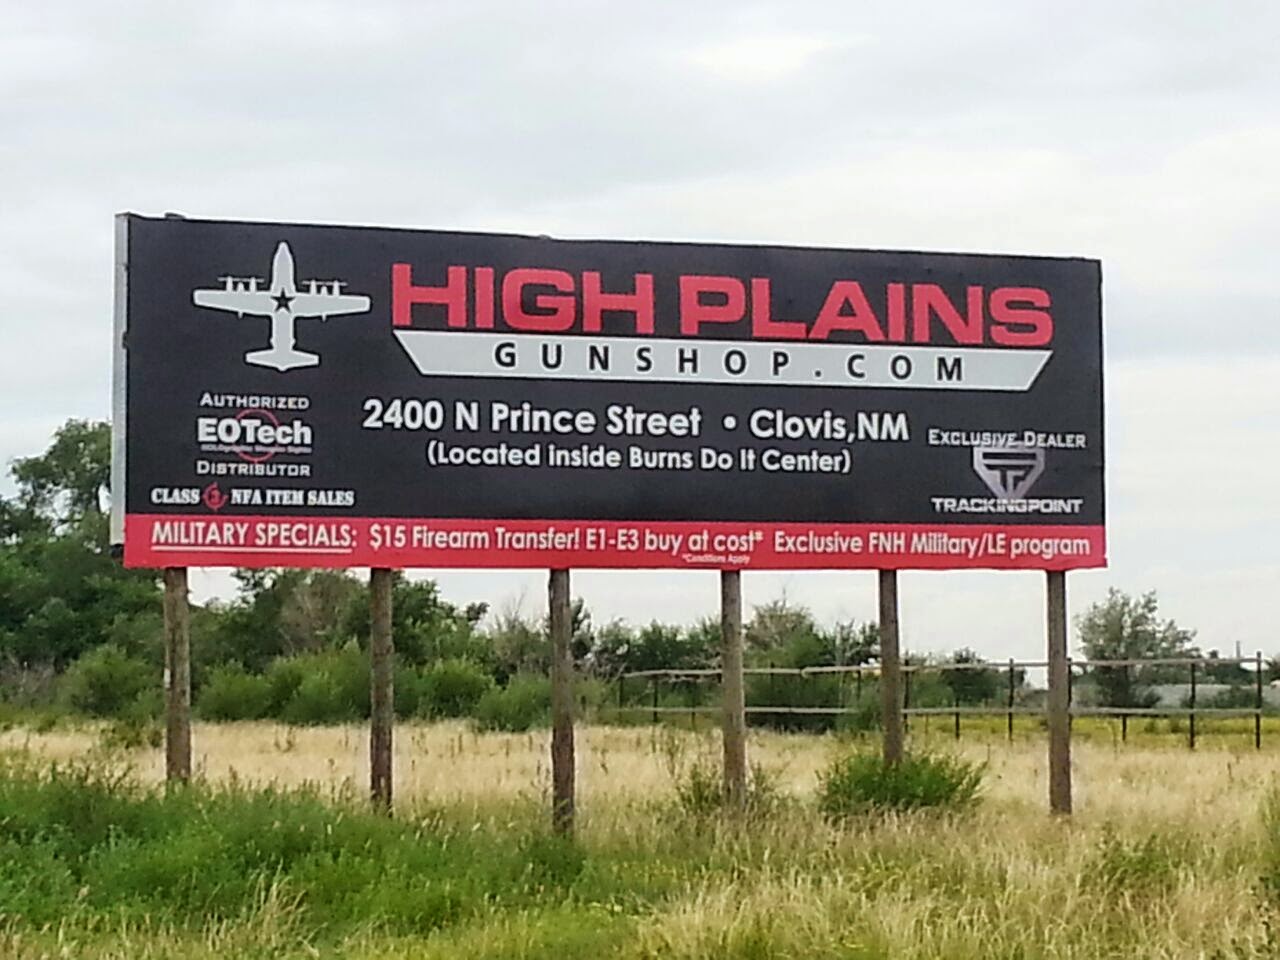 HIGH PLAINS
GUNSHOP.COM
2400 N Prince Street • Clovis,NM
(Located inside Burns Do It Center)
AUTHORIZED
EOTech
DISTRIBUTOR
CLASS 3 NFA ITEM SALES
EXCLUSIVE DEALER
TRACKINGPOINT
MILITARY SPECIALS: $15 Firearm Transfer! E1-E3 buy at cost* Exclusive FNH Military/LE program
*Conditions Apply